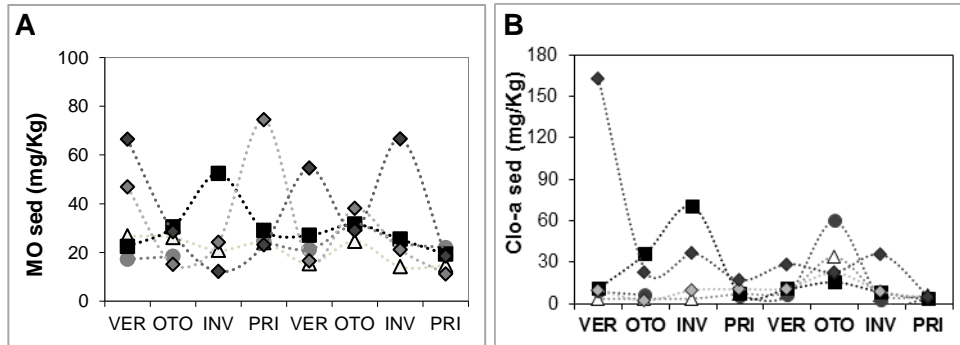 A
MO sed (mg/Kg)
100
80
60
40
20
0
VER OTO INV PRI VER OTO INV PRI
B
Clo-a sed (mg/Kg)
180
150
120
90
60
30
0
VER OTO INV PRI VER OTO INV PRI